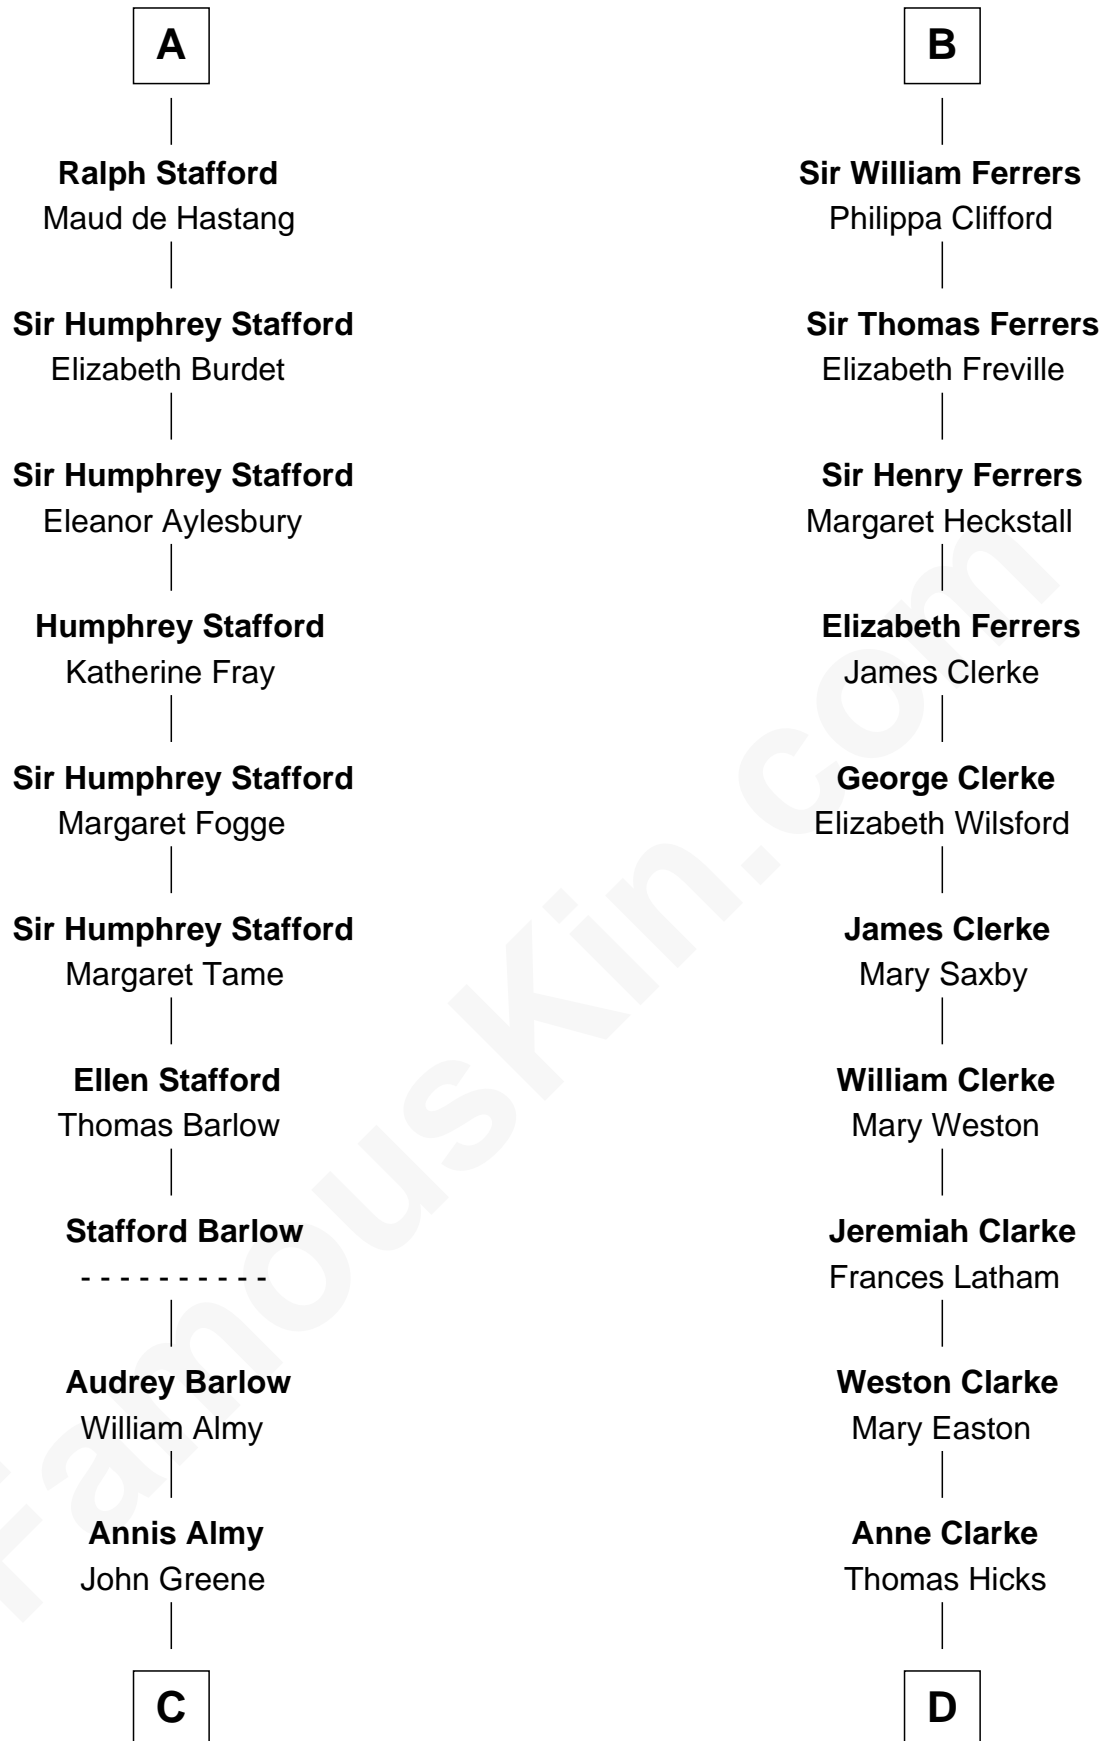 A
Ralph Stafford
Maud de Hastang
Sir Humphrey Stafford
Elizabeth Burdet
Sir Humphrey Stafford
Eleanor Aylesbury
Humphrey Stafford
Katherine Fray
Sir Humphrey Stafford
Margaret Fogge
Sir Humphrey Stafford
Margaret Tame
Ellen Stafford
Thomas Barlow
Stafford Barlow
- - - - - - - - - -
Audrey Barlow
William Almy
Annis Almy
John Greene
C
B
Sir William Ferrers
Philippa Clifford
Sir Thomas Ferrers
Elizabeth Freville
Sir Henry Ferrers
Margaret Heckstall
Elizabeth Ferrers
James Clerke
George Clerke
Elizabeth Wilsford
James Clerke
Mary Saxby
William Clerke
Mary Weston
Jeremiah Clarke
Frances Latham
Weston Clarke
Mary Easton
Anne Clarke
Thomas Hicks
D
FamousKin.com